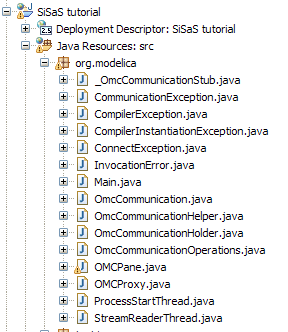 SiSaS tutorial
Deployment Descriptor: SiSaS tutorial
Java Resources: src
org.modelica
_OmcCommunicationStub.java
CommunicationException.java
CompilerException.java
CompilerInstantiationException.java
ConnectException.java
InvocationError.java
Main.java
OmcCommunication.java
OmcCommunicationHelper.java
OmcCommunicationHolder.java
OmcCommunicationOperations.java
OMCPane.java
OMCProxy.java
ProcessStartThread.java
StreamReaderThread.java